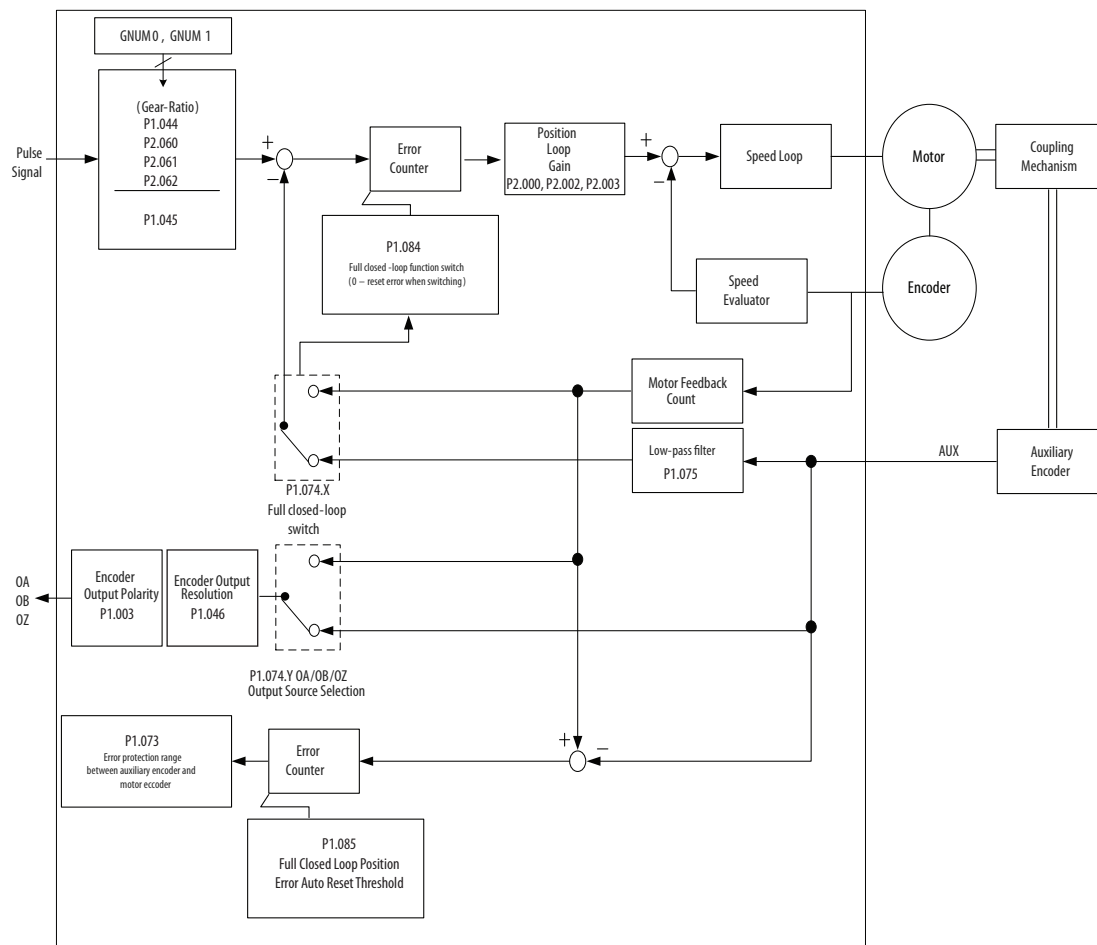 GNUM0 , GNUM 1
(Gear-Ratio)
P1.044
P2.060
P2.061
P2.062
P1.045
Pulse
Signal
+
−
Error
Counter
Position
Loop
Gain
P2.000, P2.002, P2.003
+
−
Speed Loop
Motor
Coupling
Mechanism
P1.084
Full closed -loop function switch
(0 – reset error when switching)
Speed
Evaluator
Encoder
Motor Feedback
Count
Low-pass filter
P1.075
AUX
Auxiliary
Encoder
P1.074.X
Full closed-loop
switch
OA
OB
OZ
Encoder
Output Polarity
P1.003
Encoder Output
Resolution
P1.046
P1.074.Y OA/OB/OZ
Output Source Selection
P1.073
Error protection range
between auxiliary encoder and
motor eccoder
Error
Counter
+
−
P1.085
Full Closed Loop Position
Error Auto Reset Threshold